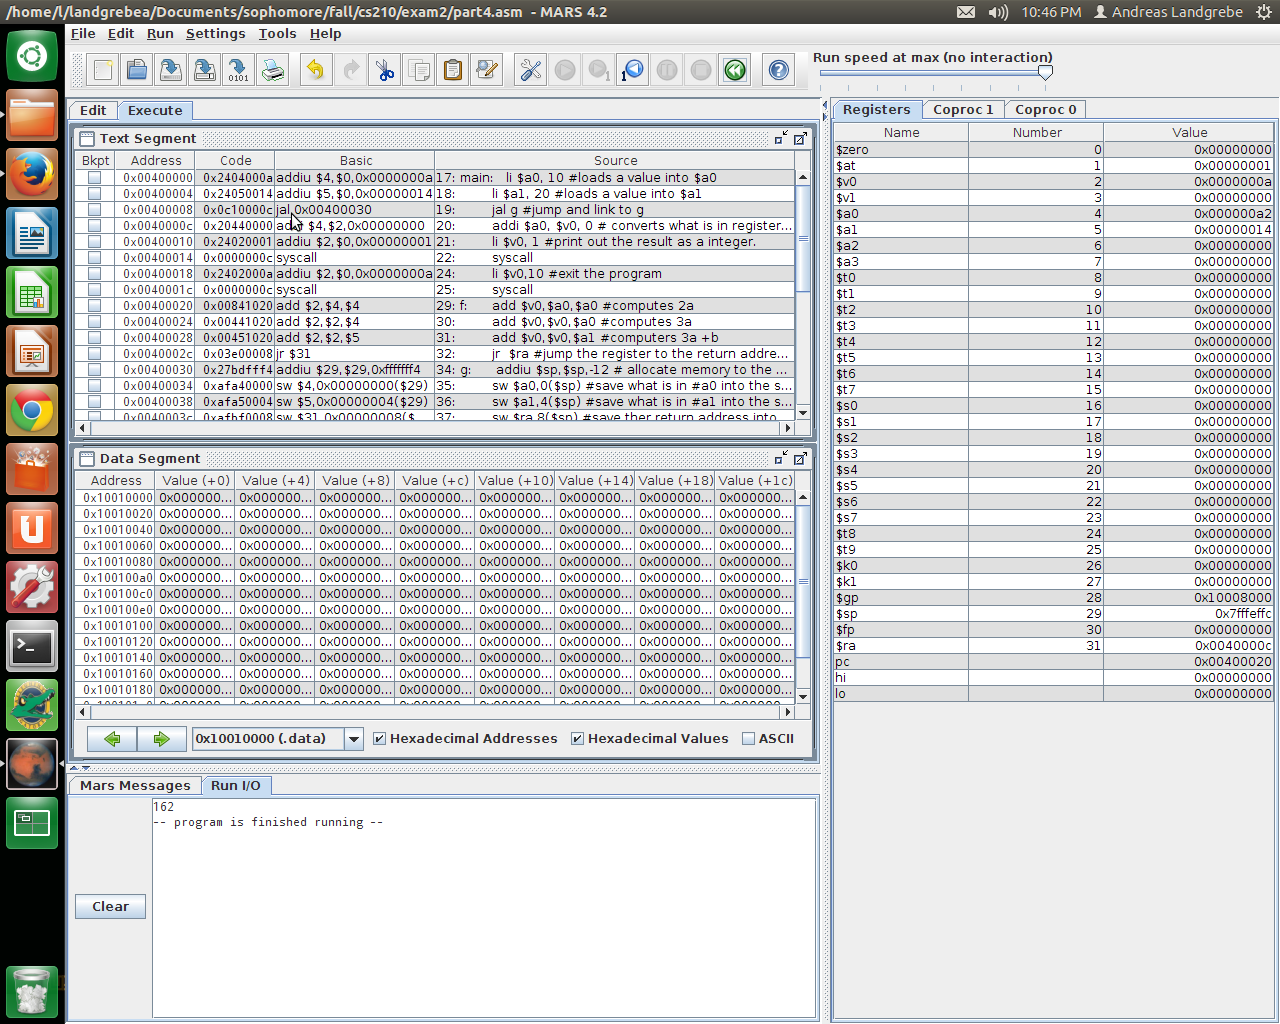 /home/l/landgrebea/Documents/sophomore/fall/cs210/exam2/part4.asm - MARS 4.2
10:46 PM Andreas Landgrebe
File Edit Run Settings Tools Help
Run speed at max (no interaction)
Edit Execute
Text Segment
Bkpt Address Code Basic Source
0x00400000 0x2404000a addiu $4,$0,0x0000000a 17: main: li $a0, 10 #loads a value into $a0
0x00400004 0x24050014 addiu $5,$0,0x00000014 18: li $a1, 20 #loads a value into $a1
0x00400008 0x0c10000c jal 0x00400030 19: jal g #jump and link to g
0x0040000c 0x20440000 addi $4,$2,0x00000000 20: addi $a0, $v0, 0 # converts what is in register...
0x00400010 0x24020001 addiu $2,$0,0x00000001 21: li $v0, 1 #print out the result as a integer.
0x00400014 0x0000000c syscall 22: syscall
0x00400018 0x2402000a addiu $2,$0,0x0000000a 24: li $v0,10 #exit the program
0x0040001c 0x0000000c syscall 25: syscall
0x00400020 0x00841020 add $2,$4,$4 29: f: add $v0,$a0,$a0 #computes 2a
0x00400024 0x00441020 add $2,$2,$4 30: add $v0,$v0,$a0 #computes 3a
0x00400028 0x00451020 add $2,$2,$5 31: add $v0,$v0,$a1 #computers 3a +b
0x0040002c 0x03e00008 jr $31 32: jr $ra #jump the register to the return addre...
0x00400030 0x27bdfff4 addiu $29,$29,0xfffffff4 34: g: addiu $sp,$sp,-12 # allocate memory to the ...
0x00400034 0xafa40000 sw $4,0x00000000($29) 35: sw $a0,0($sp) #save what is in #a0 into the s...
0x00400038 0xafa50004 sw $5,0x00000004($29) 36: sw $a1,4($sp) #save what is in #a1 into the s...
0x0040003c 0xafbf0008 sw $31,0x00000008($ 37: sw $ra,8($sp) #save ther return address into
Data Segment
Address Value (+0) Value (+4) Value (+8) Value (+c) Value (+10) Value (+14) Value (+18) Value (+1c)
0x10010000 0x000000... 0x000000... 0x000000... 0x000000... 0x000000... 0x000000... 0x000000... 0x000000...
0x10010020 0x000000... 0x000000... 0x000000... 0x000000... 0x000000... 0x000000... 0x000000... 0x000000...
0x10010040 0x000000... 0x000000... 0x000000... 0x000000... 0x000000... 0x000000... 0x000000... 0x000000...
0x10010060 0x000000... 0x000000... 0x000000... 0x000000... 0x000000... 0x000000... 0x000000... 0x000000...
0x10010080 0x000000... 0x000000... 0x000000... 0x000000... 0x000000... 0x000000... 0x000000... 0x000000...
0x100100a0 0x000000... 0x000000... 0x000000... 0x000000... 0x000000... 0x000000... 0x000000... 0x000000...
0x100100c0 0x000000... 0x000000... 0x000000... 0x000000... 0x000000... 0x000000... 0x000000... 0x000000...
0x100100e0 0x000000... 0x000000... 0x000000... 0x000000... 0x000000... 0x000000... 0x000000... 0x000000...
0x10010100 0x000000... 0x000000... 0x000000... 0x000000... 0x000000... 0x000000... 0x000000... 0x000000...
0x10010120 0x000000... 0x000000... 0x000000... 0x000000... 0x000000... 0x000000... 0x000000... 0x000000...
0x10010140 0x000000... 0x000000... 0x000000... 0x000000... 0x000000... 0x000000... 0x000000... 0x000000...
0x10010160 0x000000... 0x000000... 0x000000... 0x000000... 0x000000... 0x000000... 0x000000... 0x000000...
0x10010180 0x000000... 0x000000... 0x000000... 0x000000... 0x000000... 0x000000... 0x000000... 0x000000...
0x10010000 (.data) Hexadecimal Addresses Hexadecimal Values ASCII
Mars Messages Run I/O
Clear
162
-- program is finished running --
Registers Coproc 1 Coproc 0
Name Number Value
$zero 0 0x00000000
$at 1 0x00000001
$v0 2 0x0000000a
$v1 3 0x00000000
$a0 4 0x000000a2
$a1 5 0x00000014
$a2 6 0x00000000
$a3 7 0x00000000
$t0 8 0x00000000
$t1 9 0x00000000
$t2 10 0x00000000
$t3 11 0x00000000
$t4 12 0x00000000
$t5 13 0x00000000
$t6 14 0x00000000
$t7 15 0x00000000
$s0 16 0x00000000
$s1 17 0x00000000
$s2 18 0x00000000
$s3 19 0x00000000
$s4 20 0x00000000
$s5 21 0x00000000
$s6 22 0x00000000
$s7 23 0x00000000
$t8 24 0x00000000
$t9 25 0x00000000
$k0 26 0x00000000
$k1 27 0x00000000
$gp 28 0x10008000
$sp 29 0x7fffeffc
$fp 30 0x00000000
$ra 31 0x0040000c
pc 0x00400020
hi 0x00000000
lo 0x00000000